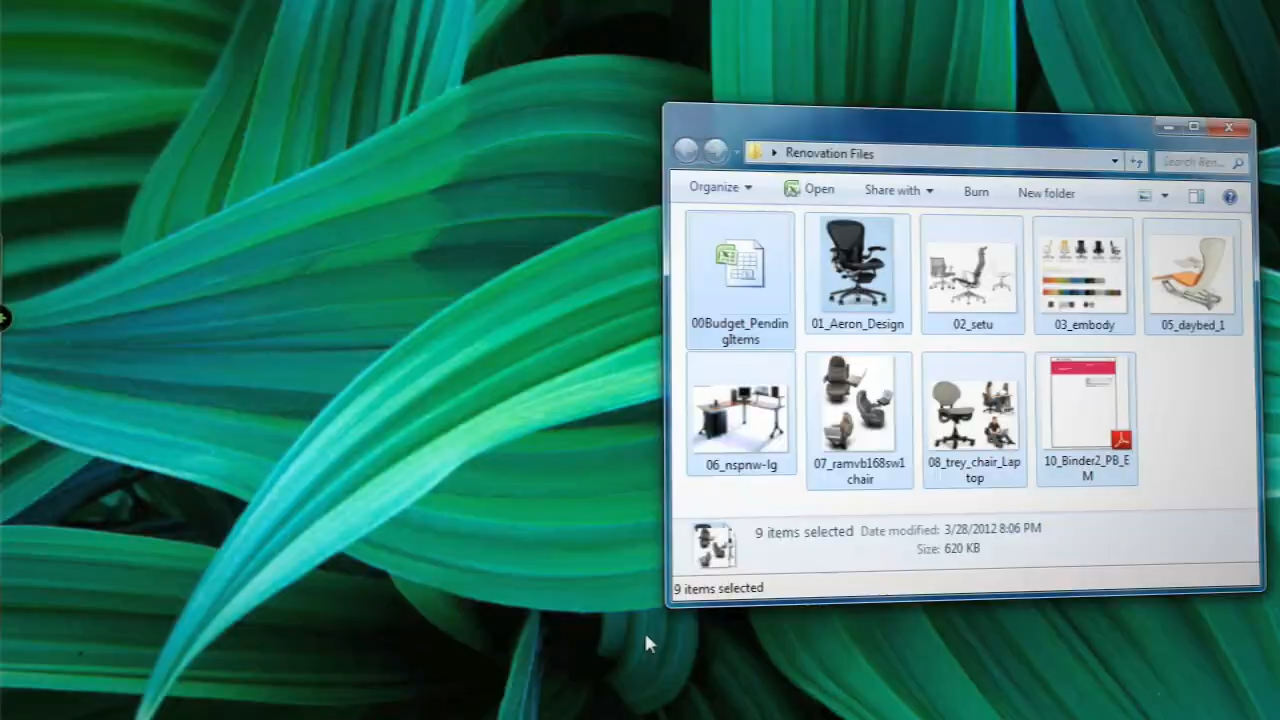 Renovation Files
Search Ren...
Organize
Open
Share with
Burn
New folder
00Budget_Pendin
gItems
01_Aeron_Design
02_setu
03_embody
05_daybed_1
06_nspnw-lg
07_ramvb168sw1
chair
08_trey_chair_Lap
top
10_Binder2_PB_E
M
9 items selected
Date modified: 3/28/2012 8:06 PM
Size: 620 KB
9 items selected